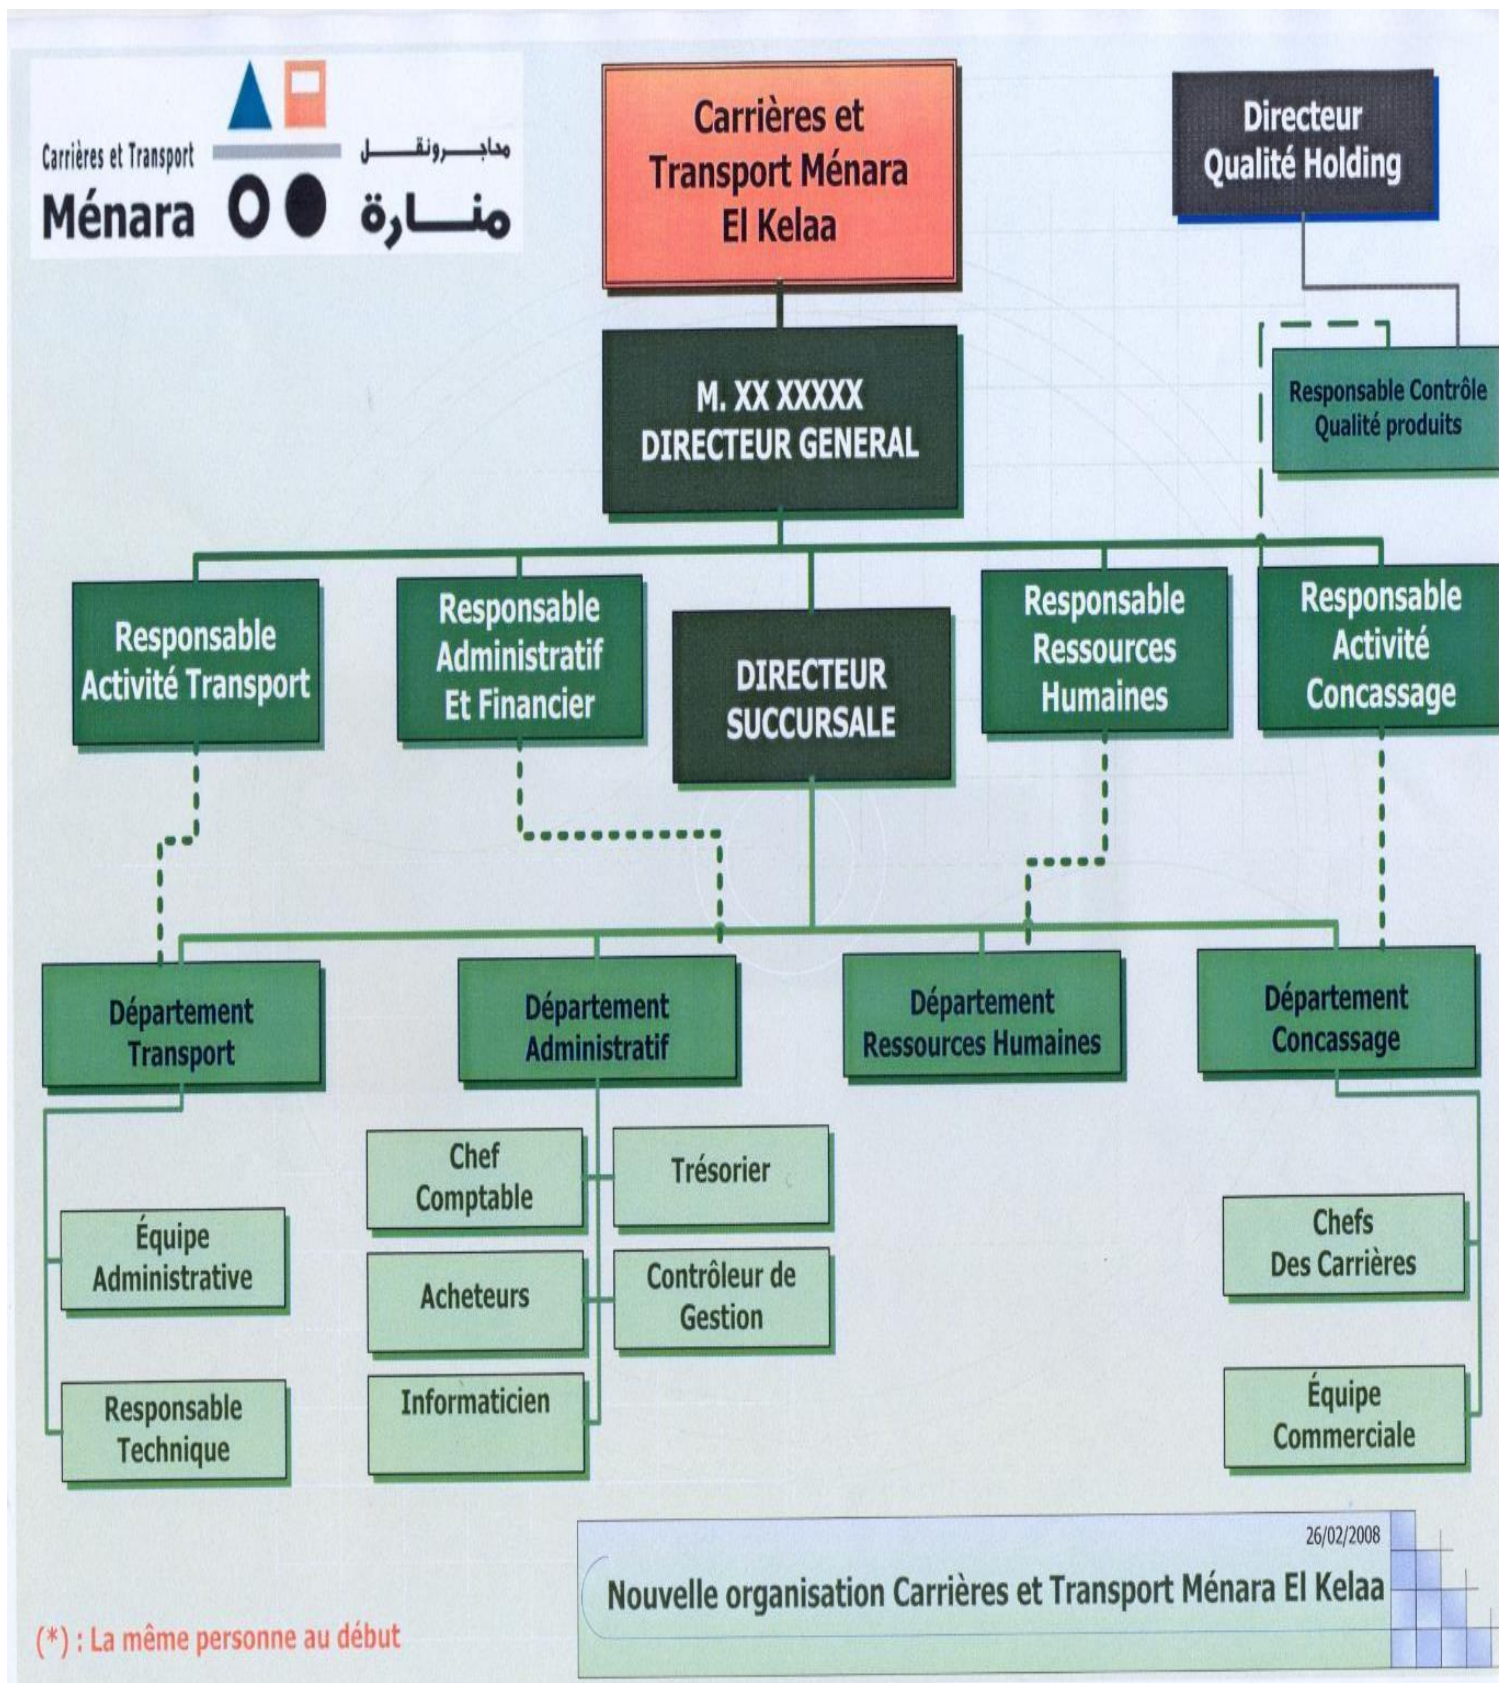 Carrières et Transport
Ménara
محاجر ونقل
منارة
Carrières et
Transport Ménara
El Kelaa
Directeur
Qualité Holding
M. XX XXXXX
DIRECTEUR GENERAL
Responsable Contrôle
Qualité produits
Responsable
Activité Transport
Responsable
Administratif
Et Financier
DIRECTEUR
SUCCURSALE
Responsable
Ressources
Humaines
Responsable
Activité
Concassage
Département
Transport
Département
Administratif
Département
Ressources Humaines
Département
Concassage
Équipe
Administrative
Responsable
Technique
Chef
Comptable
Trésorier
Acheteurs
Contrôleur de
Gestion
Informaticien
Chefs
Des Carrières
Équipe
Commerciale
26/02/2008
Nouvelle organisation Carrières et Transport Ménara El Kelaa
(*) : La même personne au début